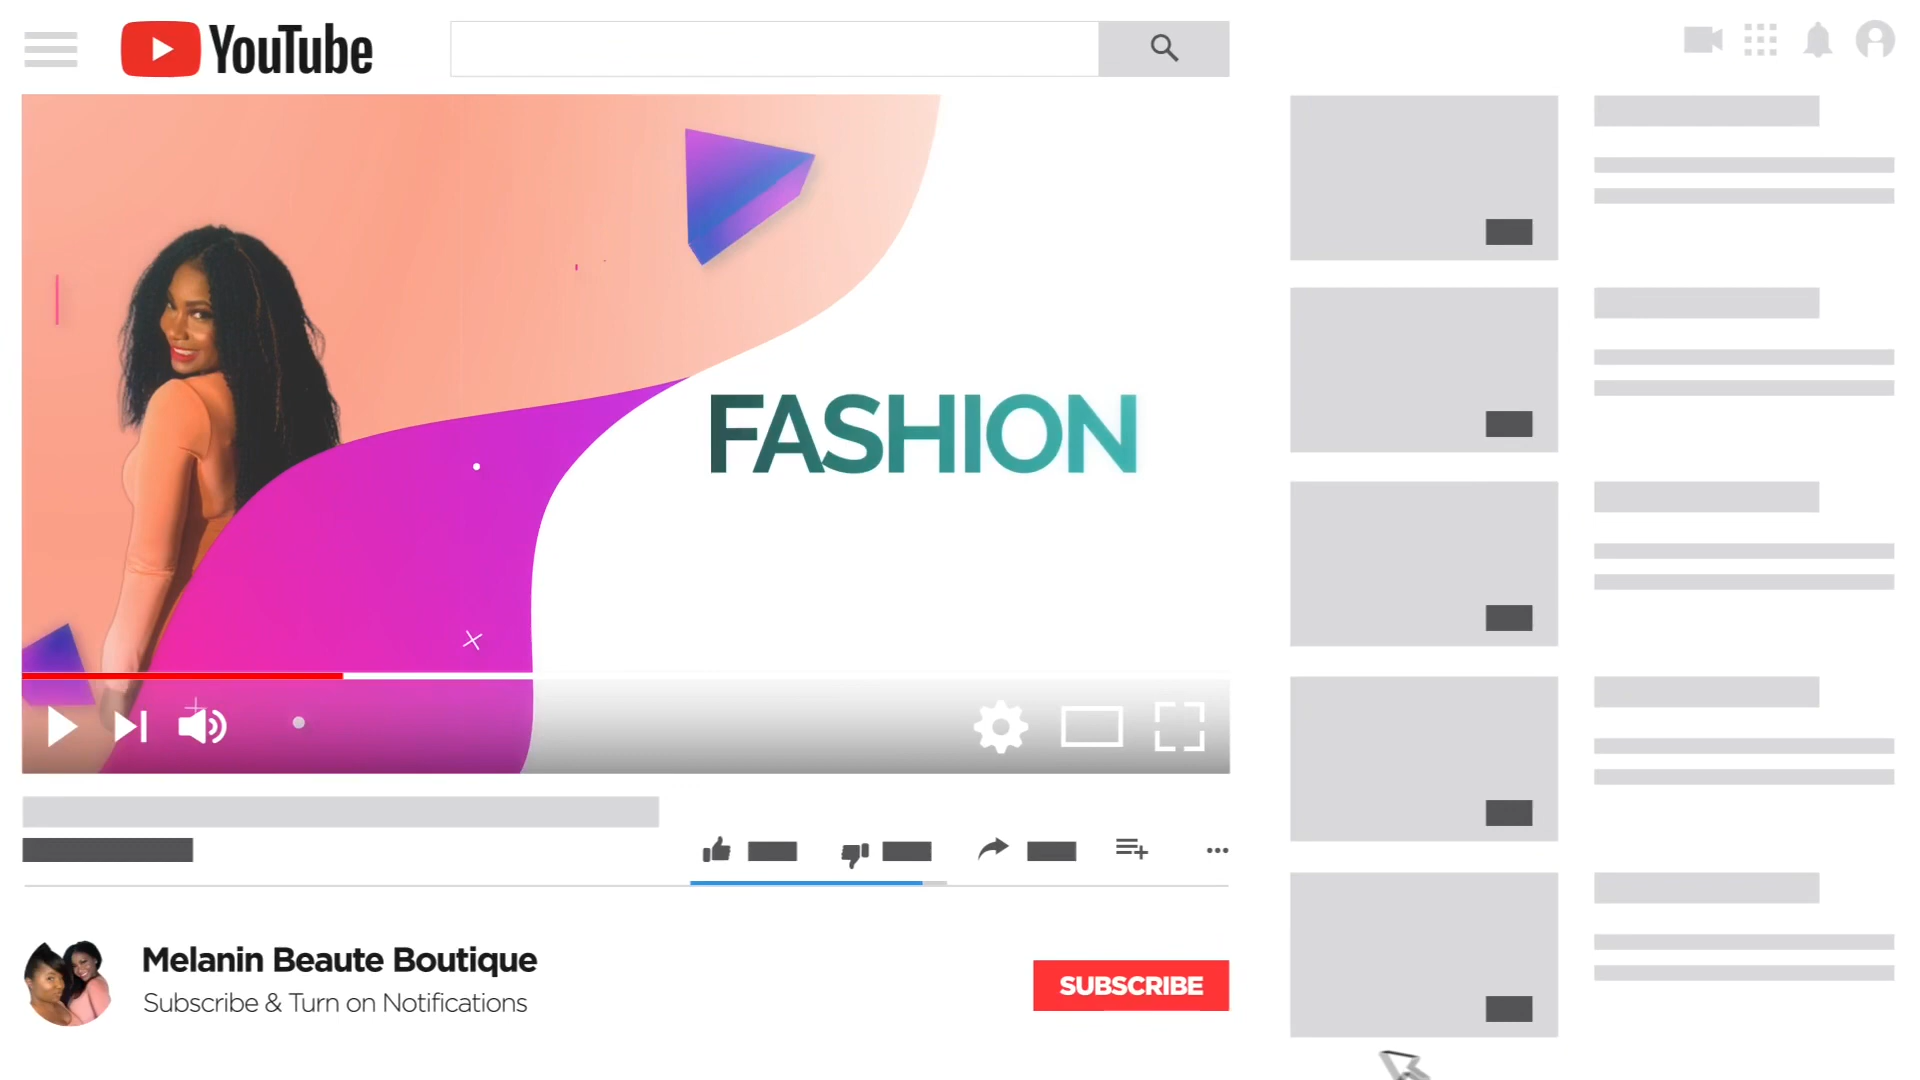 YouTube
FASHION
Melanin Beaute Boutique
Subscribe & Turn on Notifications
SUBSCRIBE